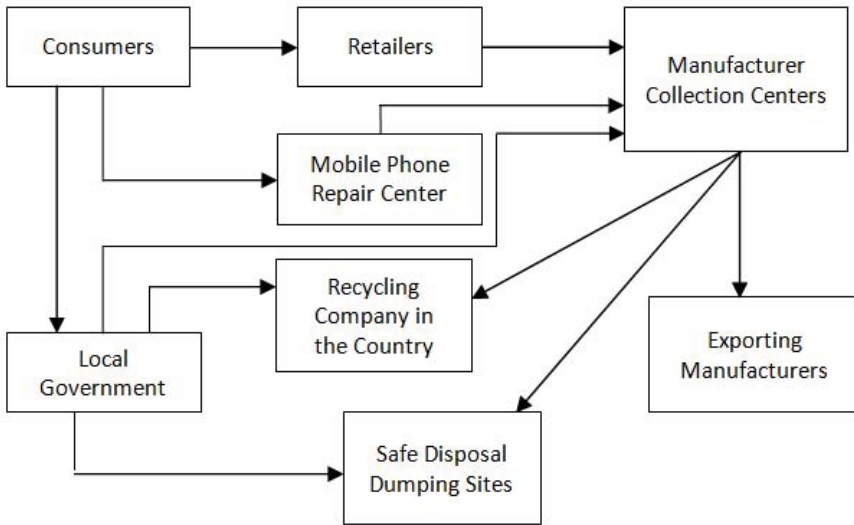 Consumers
Retailers
Manufacturer
Collection Centers
Mobile Phone
Repair Center
Recycling
Company in
the Country
Local
Government
Exporting
Manufacturers
Safe Disposal
Dumping Sites